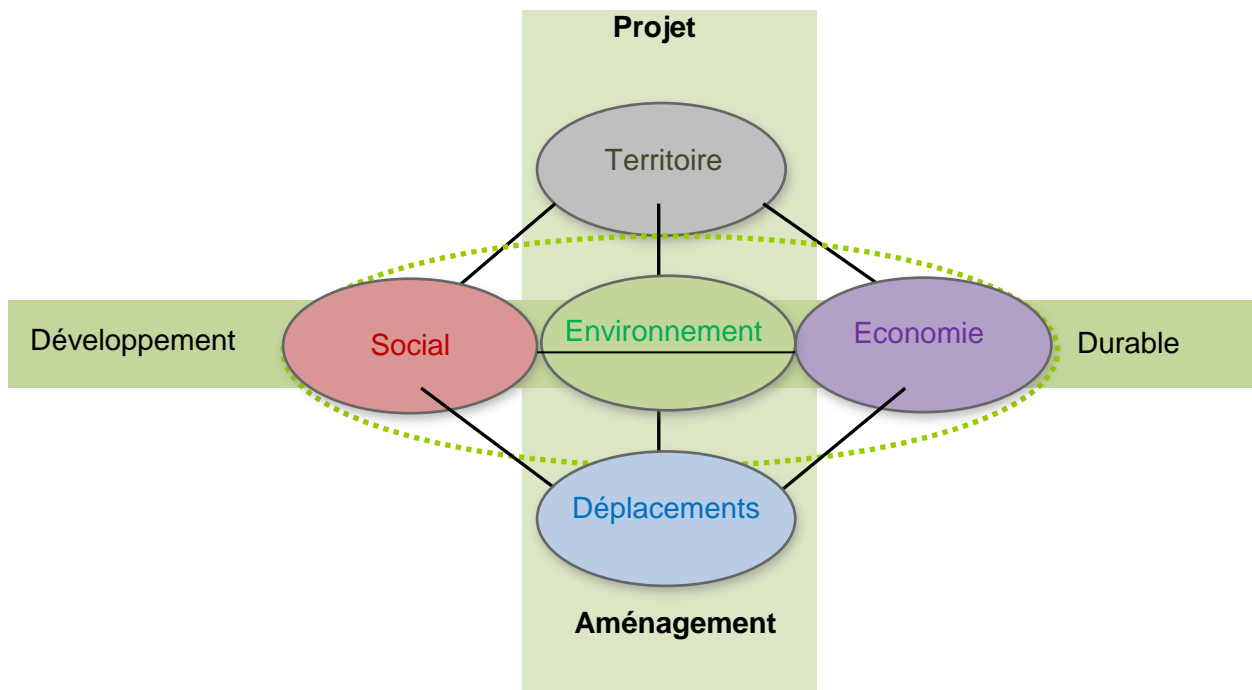 Projet
Territoire
Développement
Social
Environnement
Economie
Durable
Déplacements
Aménagement